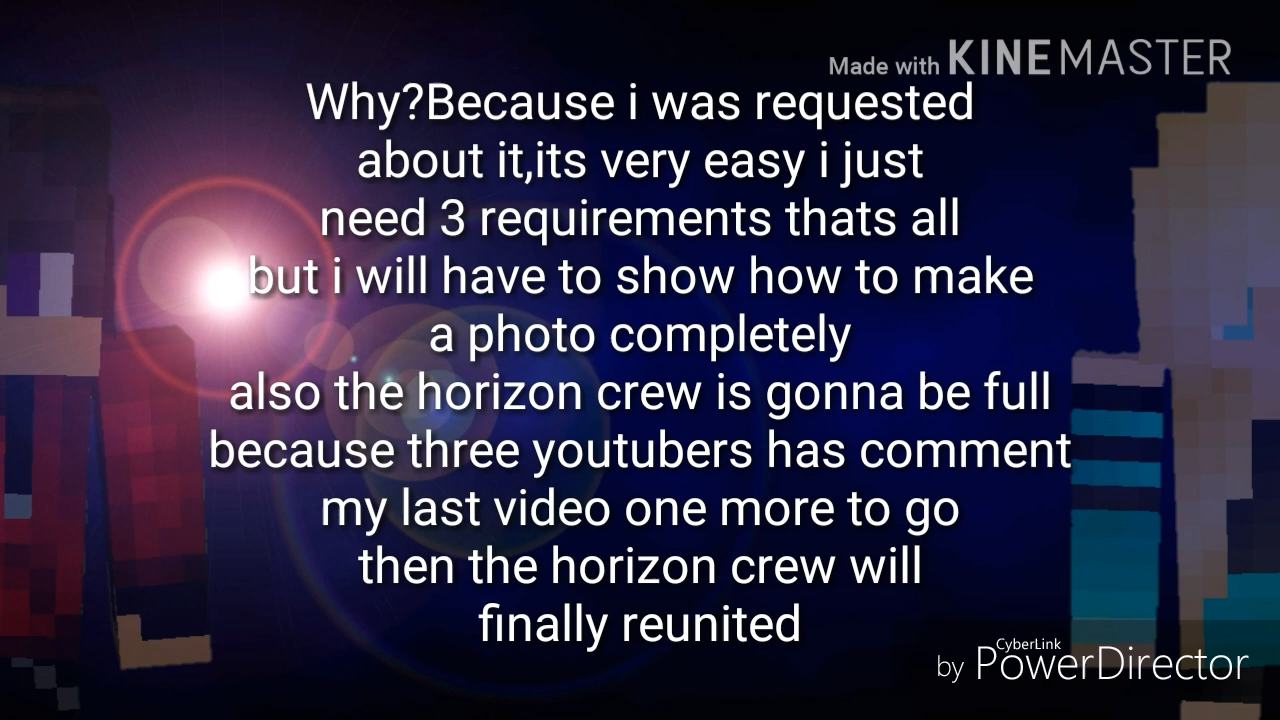 Made with KINEMASTER
Why?Because i was requested
about it,its very easy i just
need 3 requirements thats all
but i will have to show how to make
a photo completely
also the horizon crew is gonna be full
because three youtubers has comment
my last video one more to go
then the horizon crew will
finally reunited
CyberLink
by PowerDirector